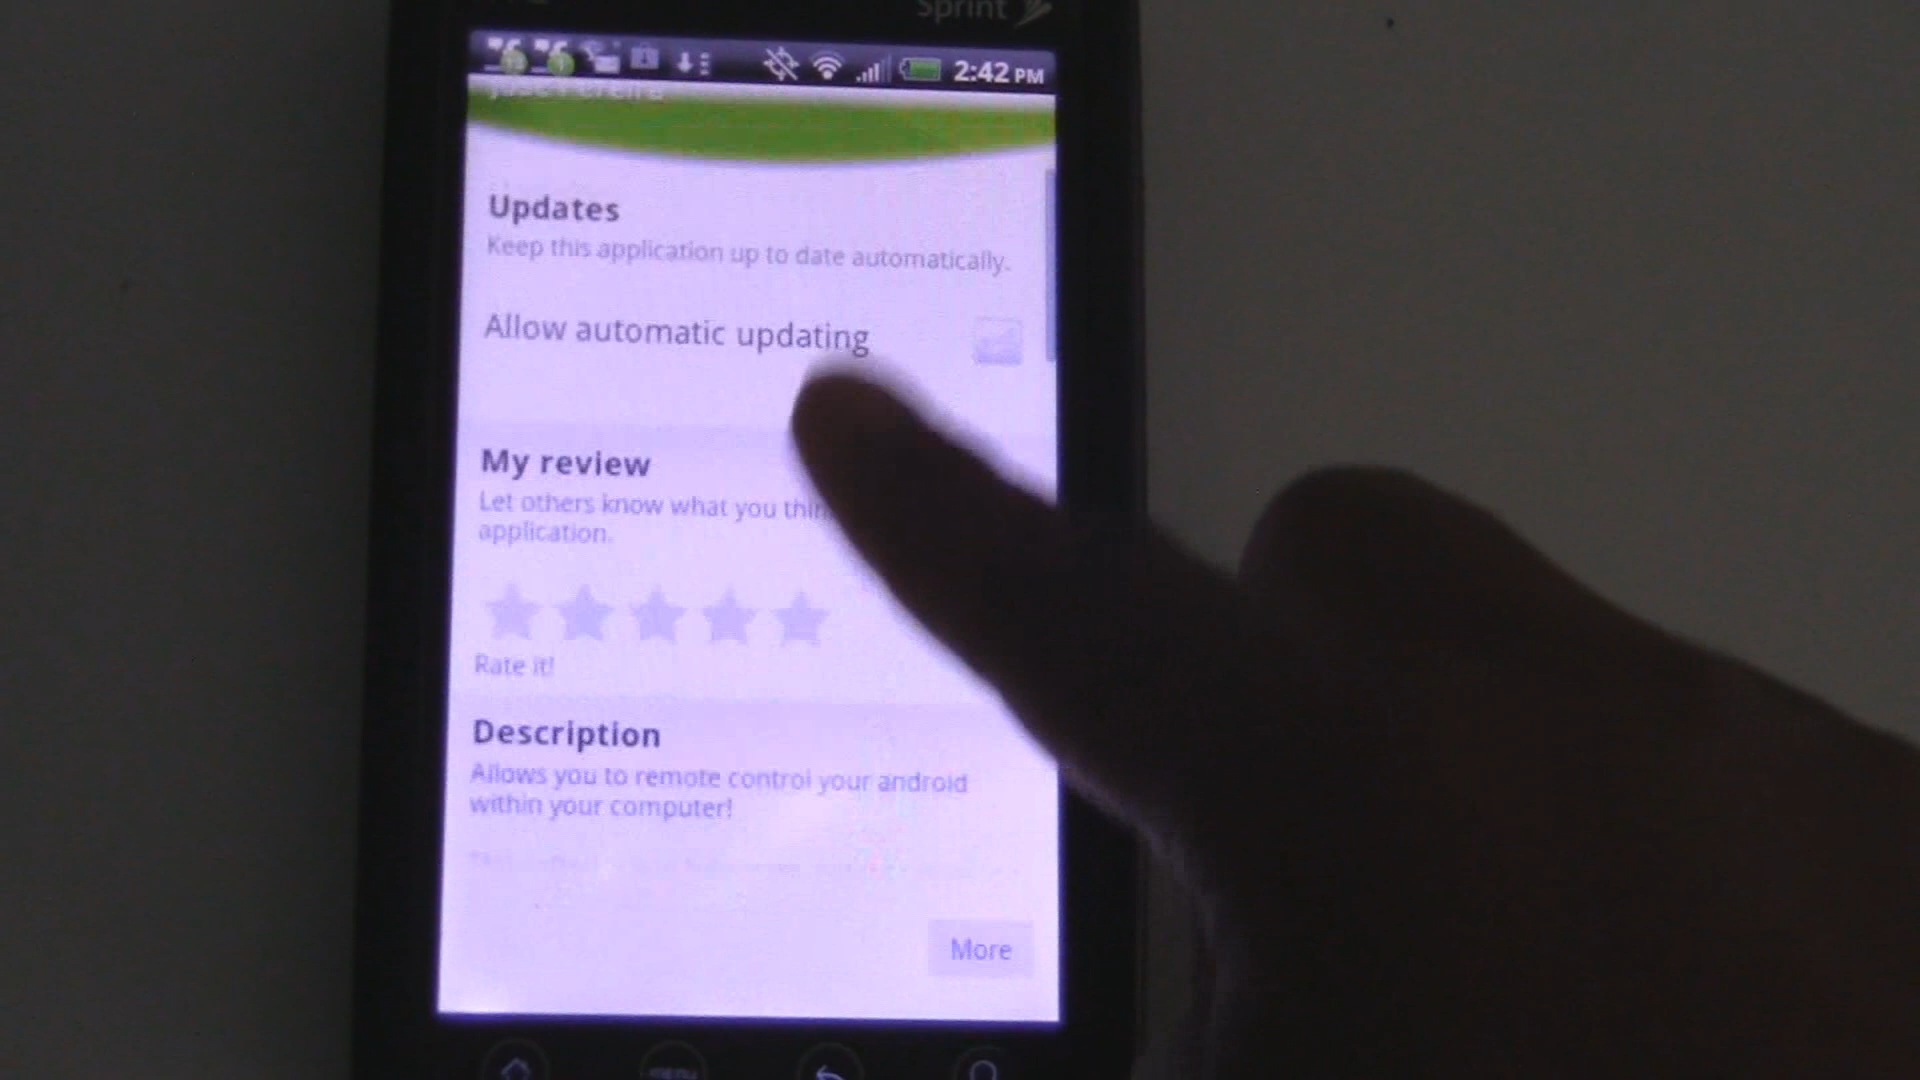 Sprint
2:42 PM
Updates
Keep this application up to date automatically.
Allow automatic updating
My review
Let others know what you
application.
Rate it!
Description
Allows you to remote control your android
within your computer!
More
menu